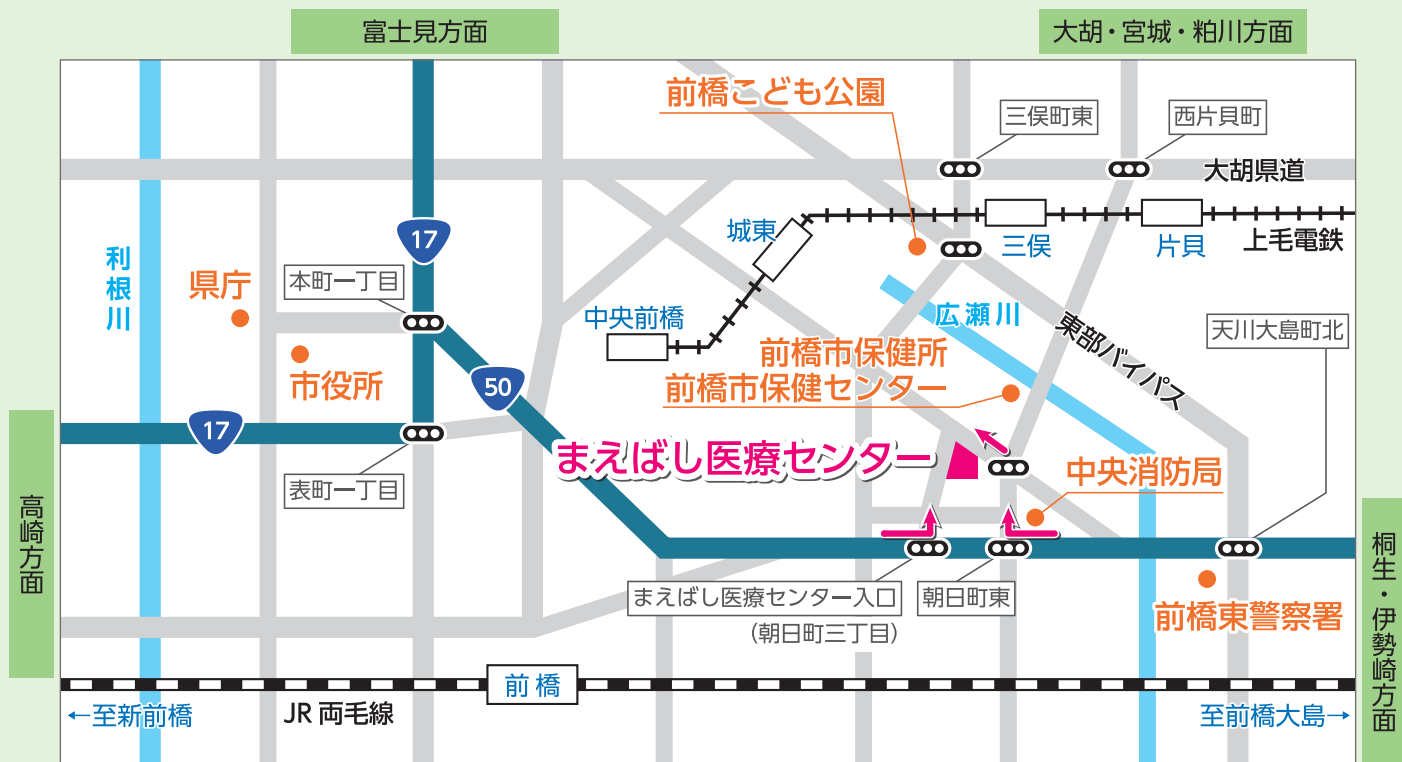 富士見方面
大胡・宮城・粕川方面
前橋こども公園
三俣町東
西片貝町
大胡県道
17
城東
三俣
片貝
上毛電鉄
利根川
県庁
本町一丁目
中央前橋
広瀬川
東部バイパス
天川大島町北
市役所
50
前橋市保健所
前橋市保健センター
17
まえばし医療センター
中央消防局
表町一丁目
高崎方面
桐生・伊勢崎方面
まえばし医療センター入口
(朝日町三丁目)
朝日町東
前橋東警察署
前橋
←至新前橋
JR 両毛線
至前橋大島→